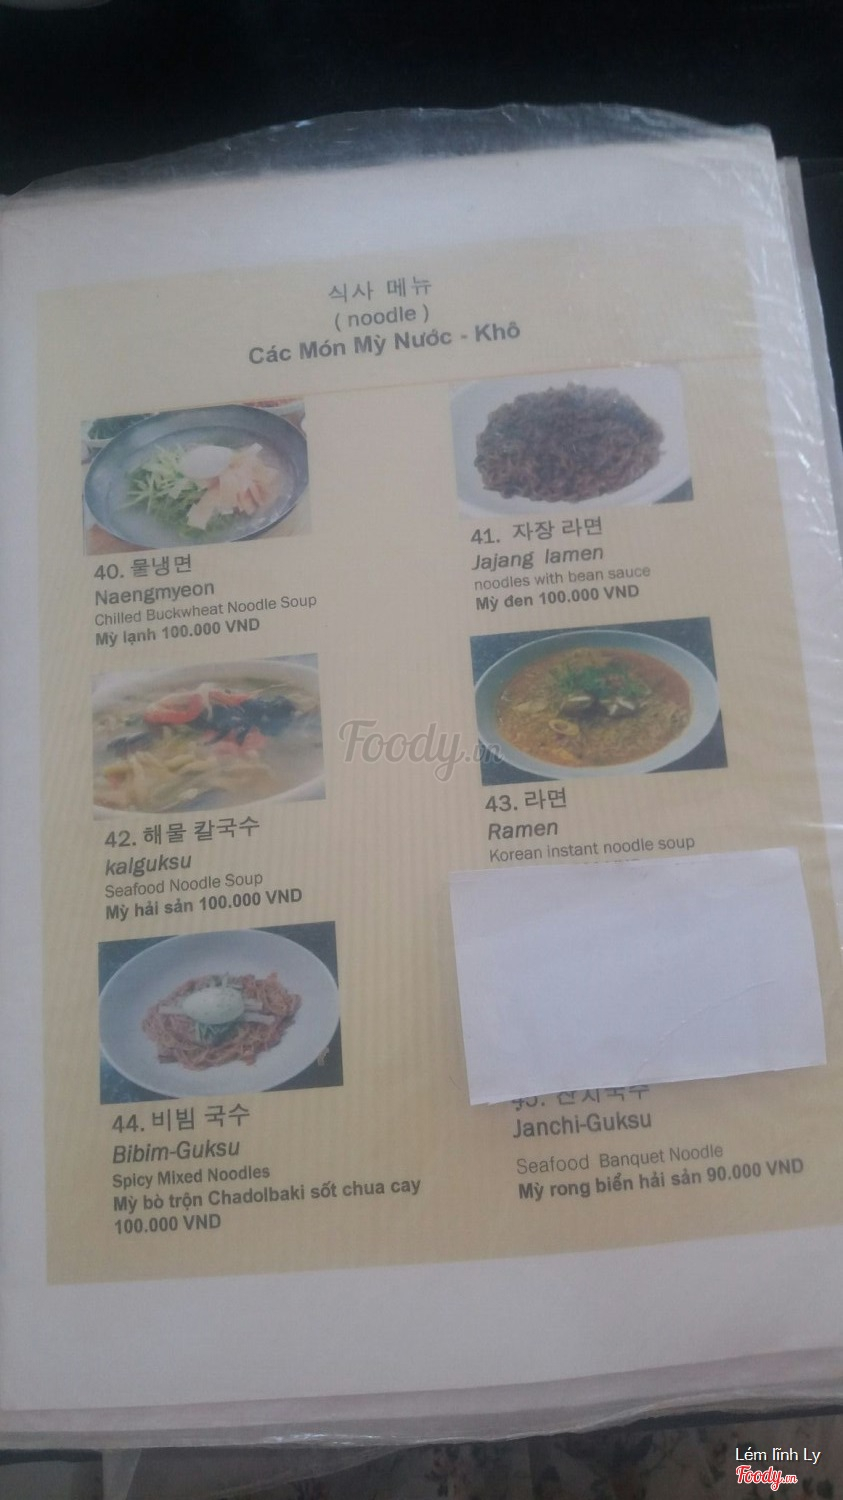 식사 메뉴
( noodle )
Các Món Mỳ Nước - Khô
40. 물냉면
Naengmyeon
Chilled Buckwheat Noodle Soup
Mỳ lạnh 100.000 VND
41. 자장 라면
Jajang lamen
noodles with bean sauce
Mỳ đen 100.000 VND
42. 해물 칼국수
kalguksu
Seafood Noodle Soup
Mỳ hải sản 100.000 VND
43. 라면
Ramen
Korean instant noodle soup
44. 비빔 국수
Bibim-Guksu
Spicy Mixed Noodles
Mỳ bò trộn Chadolbaki sốt chua cay
100.000 VND
Janchi-Guksu
Seafood Banquet Noodle
Mỳ rong biển hải sản 90.000 VND
Foody.vn
Lém lĩnh Ly
Foody.vn